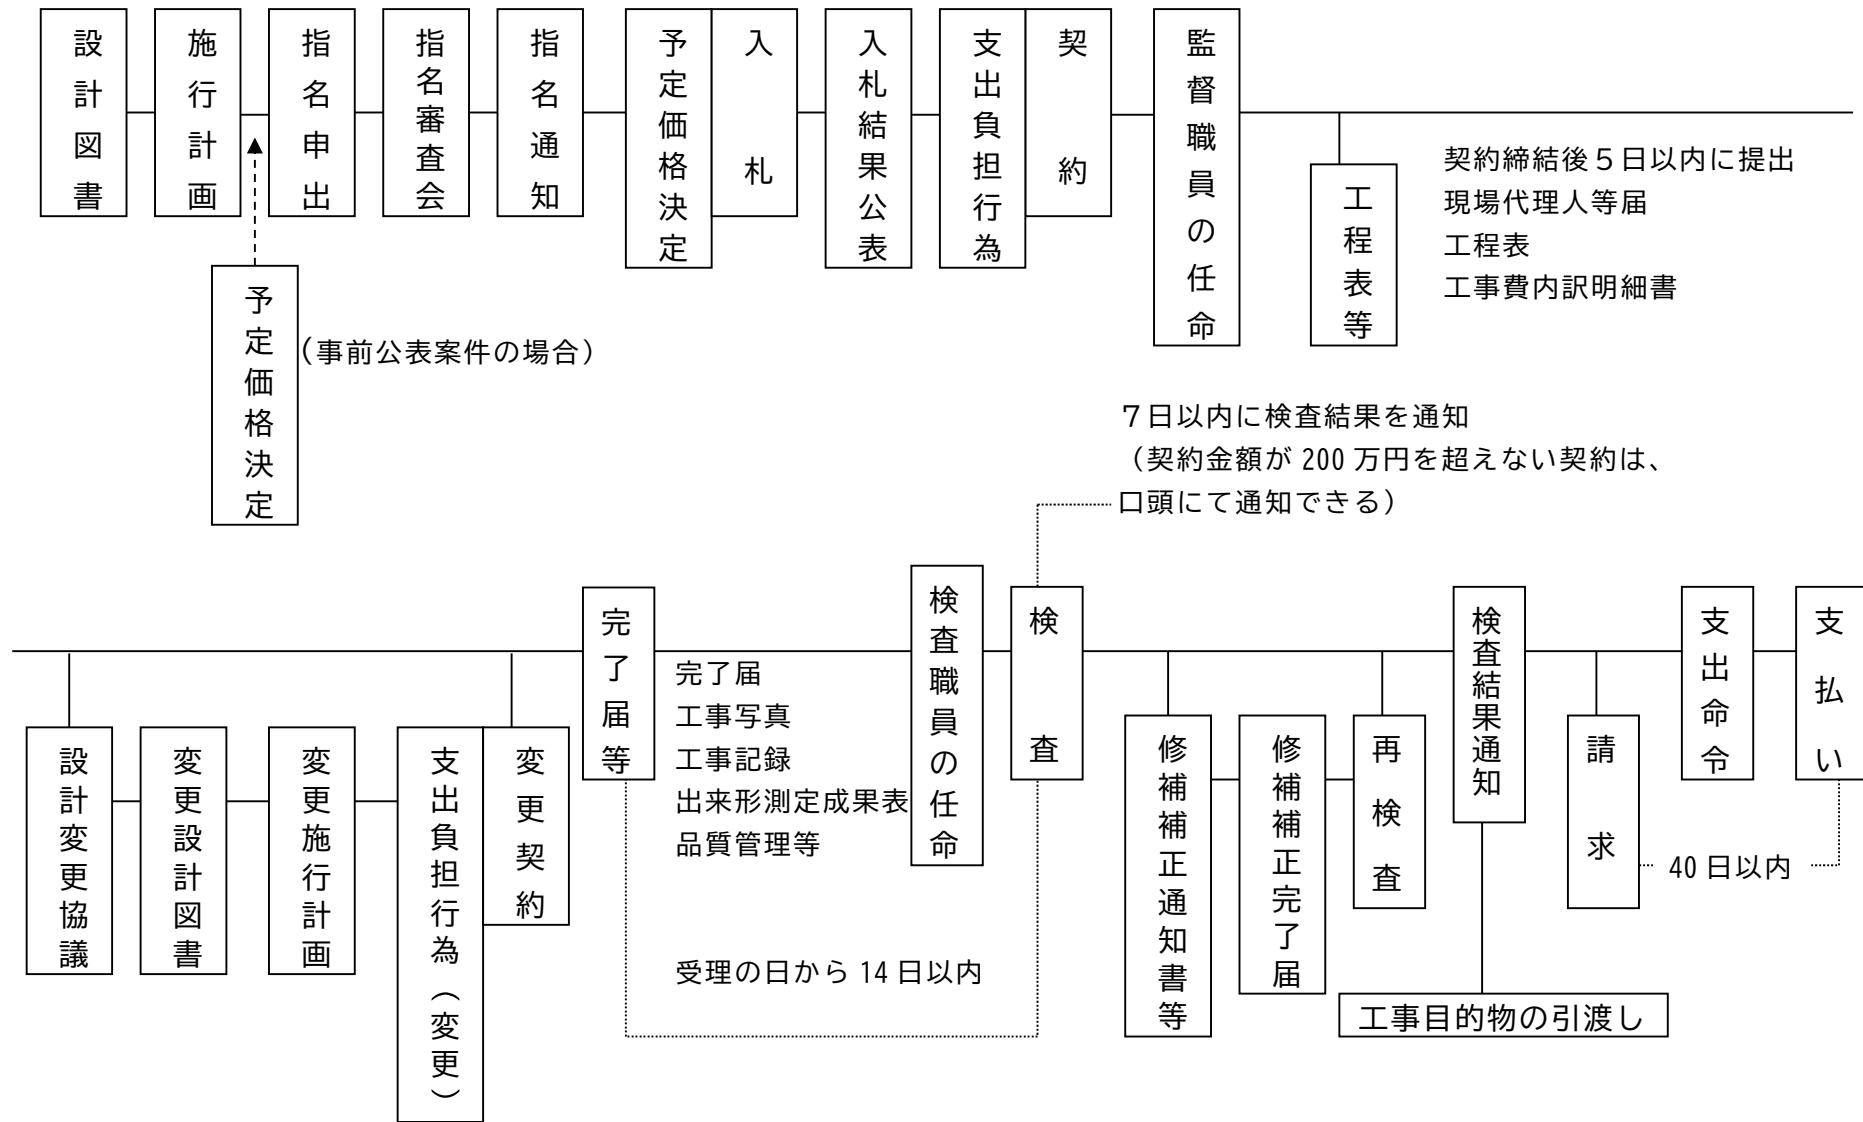 設計図書
施行計画
指名申出
指名審査会
指名通知
予定価格決定
入札
入札結果公表
支出負担行為
契約
監督職員の任命
工程表等
契約締結後５日以内に提出
現場代理人等届
工程表
工事費内訳明細書
予定価格決定
（事前公表案件の場合）
７日以内に検査結果を通知
（契約金額が 200 万円を超えない契約は、
口頭にて通知できる）
設計変更協議
変更設計図書
変更施行計画
支出負担行為（変更）
変更契約
完了届等
完了届
工事写真
工事記録
出来形測定成果表
品質管理等
受理の日から 14 日以内
検査職員の任命
検査
修補補正通知書等
修補補正完了届
再検査
検査結果通知
工事目的物の引渡し
請求
40 日以内
支出命令
支払い